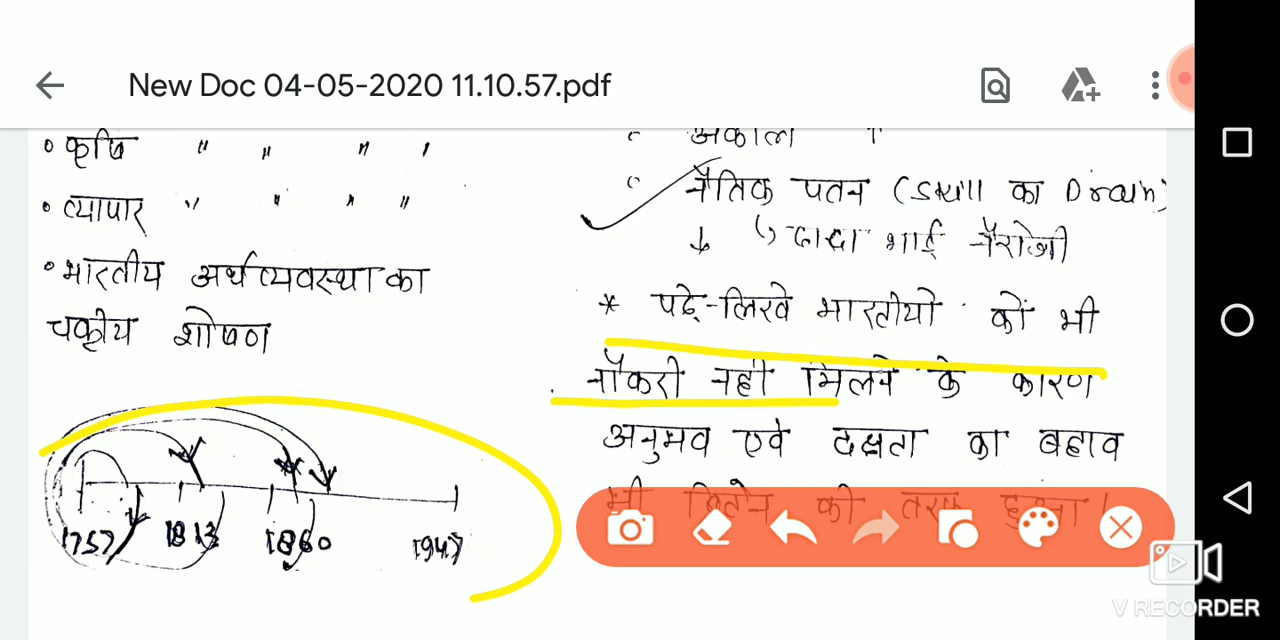 New Doc 04-05-2020 11.10.57.pdf
• कृषि " " " "
• व्यापार " " " "
• भारतीय अर्थव्यवस्था का
चक्रीय शोषण
1757 1813 1860 1947
अकाल ↑
नैतिक पतन (Skill का Drain)
↓ ↳ दादा भाई नैरोजी
* पढ़े-लिखे भारतीयो को भी
नौकरी नही मिलने के कारण
अनुभव एवं दक्षता का बहाव
भी ब्रिटेन की तरफ हुआ।
V RECORDER